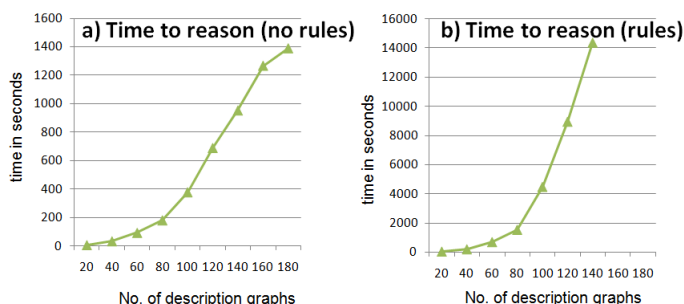 a) Time to reason (no rules)
time in seconds
1600
1400
1200
1000
800
600
400
200
0
20 40 60 80 100 120 140 160 180
No. of description graphs
b) Time to reason (rules)
time in seconds
16000
14000
12000
10000
8000
6000
4000
2000
0
20 40 60 80 100 120 140 160 180
No. of description graphs